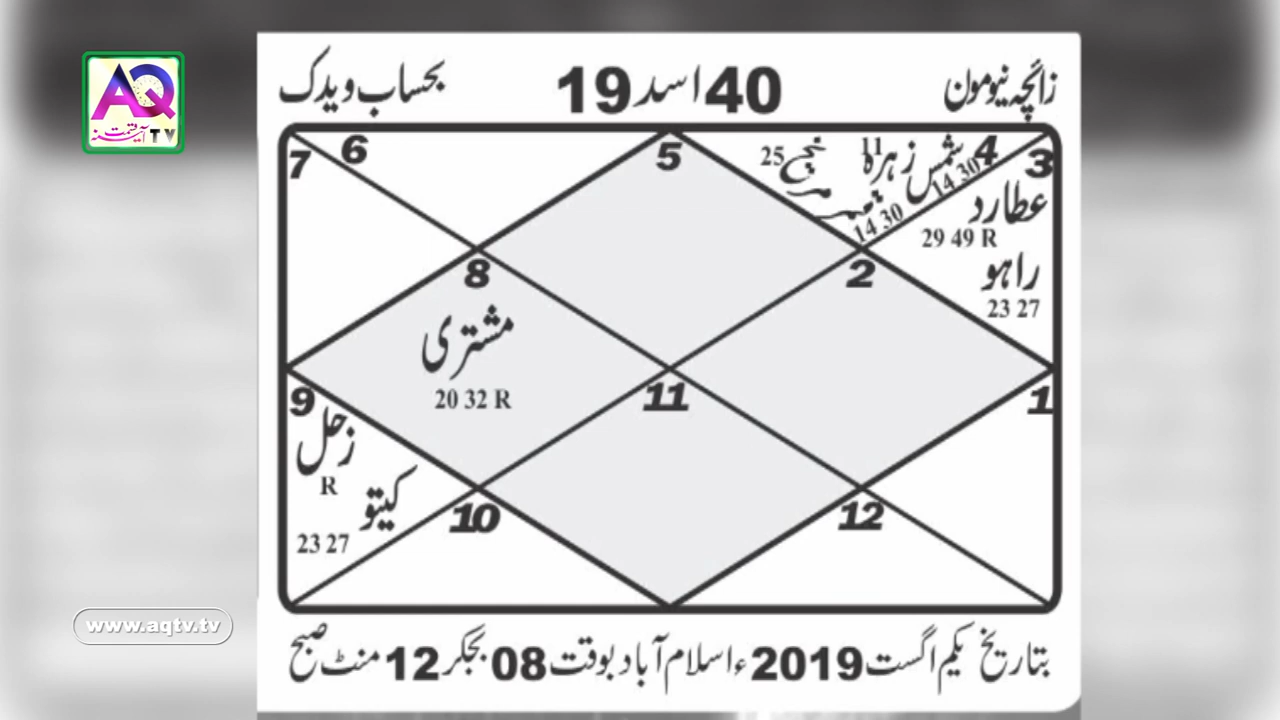 AQ
آئینہ قسمت TV
زائچہ نیومون
40 اسد 19
بحساب ویدک
7
6
5
25
زہرہ 11
شمس 14 30
4
14 30
3
عطارد
29 49 R
راہو
23 27
8
مشتری
20 32 R
2
9
زحل
R
کیتو
23 27
11
1
10
12
بتاریخ یکم اگست 2019ء اسلام آباد بوقت 08 بجکر 12 منٹ صبح
www.aqtv.tv